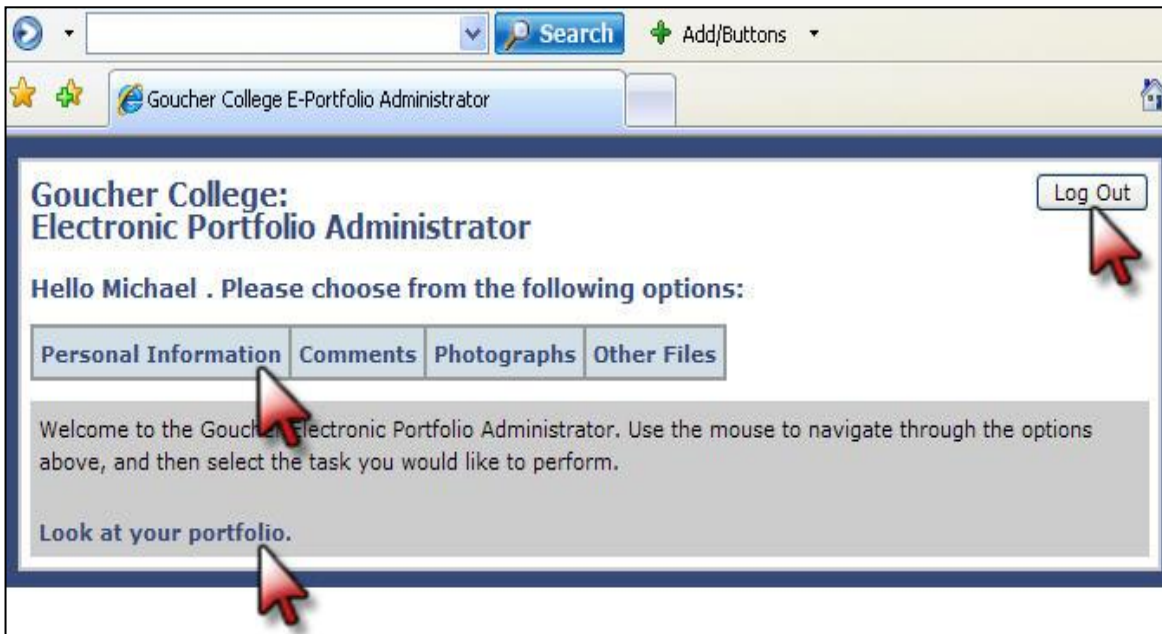 Search
Add/Buttons
Goucher College E-Portfolio Administrator
Goucher College:
Log Out
Electronic Portfolio Administrator
Hello Michael . Please choose from the following options:
Personal Information Comments Photographs Other Files
Welcome to the Goucher Electronic Portfolio Administrator. Use the mouse to navigate through the options
above, and then select the task you would like to perform.
Look at your portfolio.